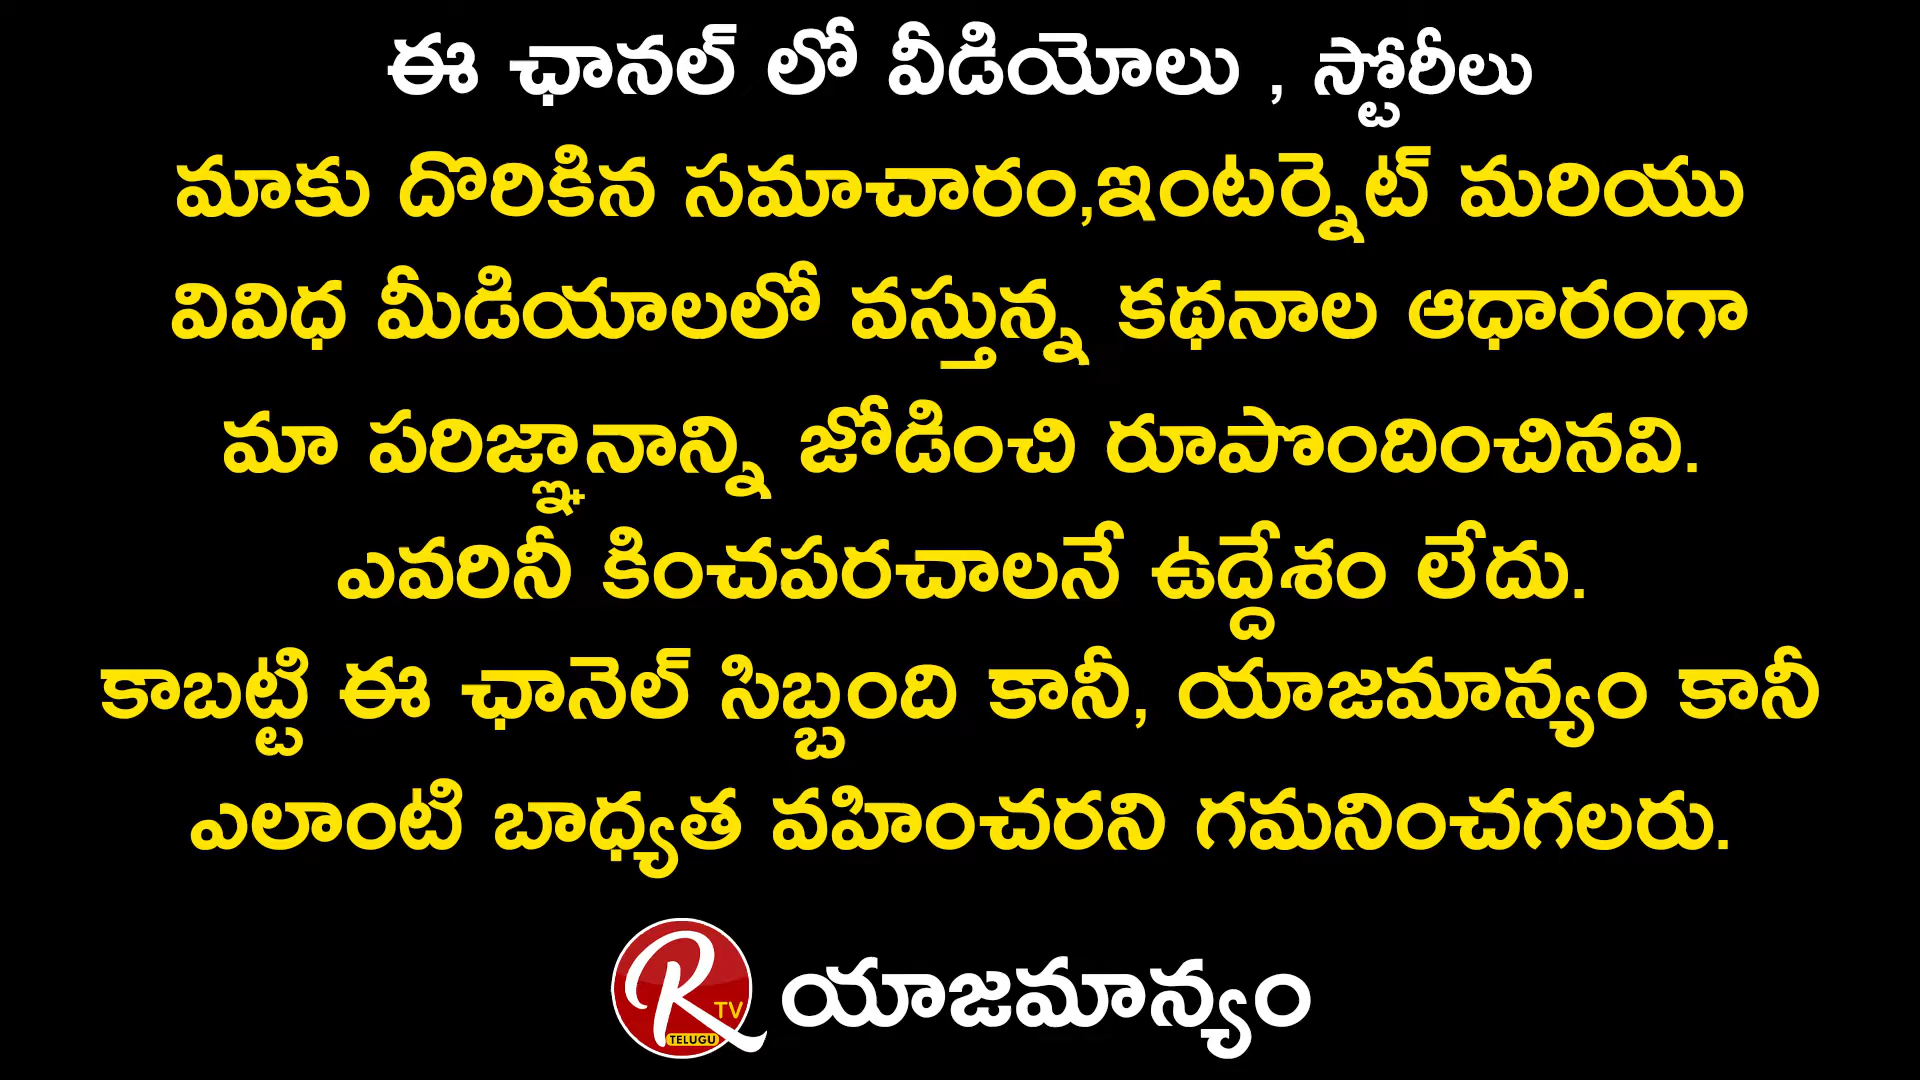 ఈ ఛానల్ లో వీడియోలు , స్టోరీలు
మాకు దొరికిన సమాచారం,ఇంటర్నెట్ మరియు
వివిధ మీడియాలలో వస్తున్న కథనాల ఆధారంగా
మా పరిజ్ఞానాన్ని జోడించి రూపొందించినవి.
ఎవరినీ కించపరచాలనే ఉద్దేశం లేదు.
కాబట్టి ఈ ఛానెల్ సిబ్బంది కానీ, యాజమాన్యం కానీ
ఎలాంటి బాధ్యత వహించరని గమనించగలరు.
R TV TELUGU యాజమాన్యం